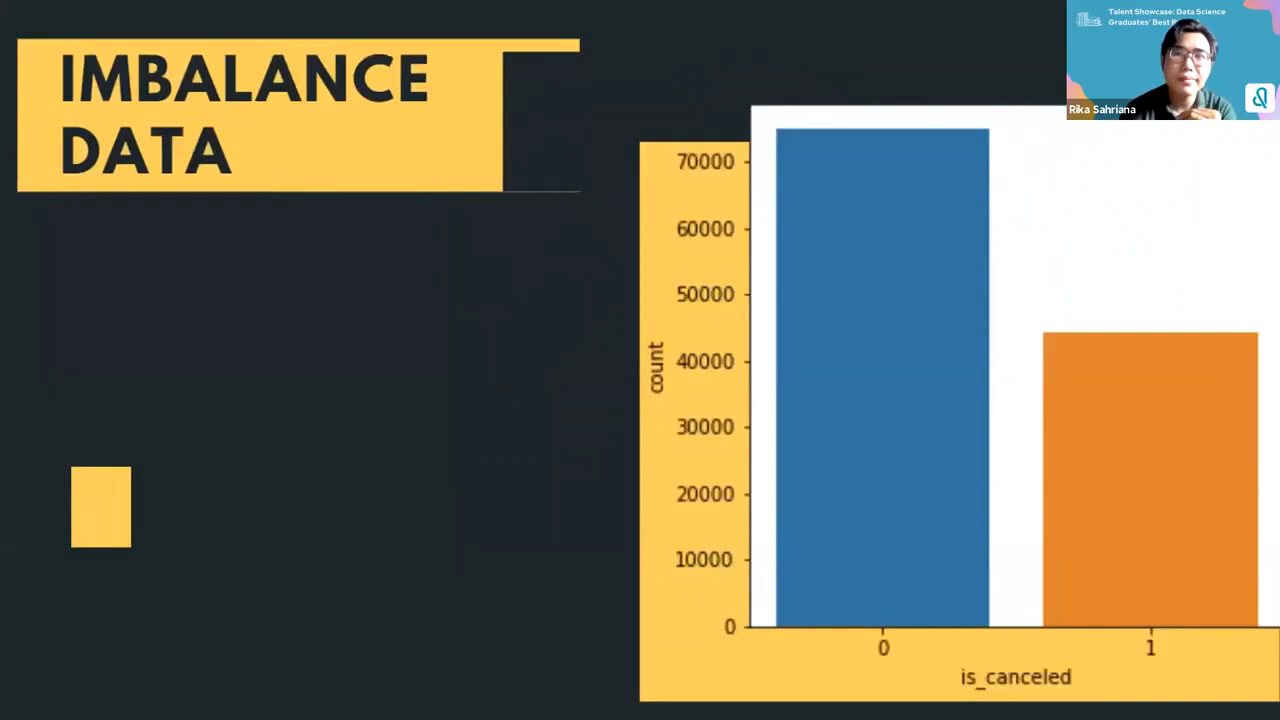 IMBALANCE
DATA
Talent Showcase: Data Science
Graduates' Best
Rika Sahriana
70000
60000
50000
40000
30000
20000
10000
0
count
0 1
is_canceled